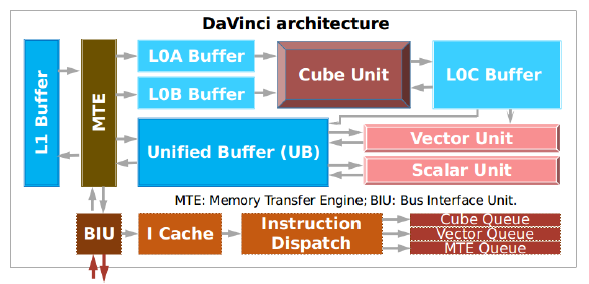 DaVinci architecture
L1 Buffer
MTE
L0A Buffer
L0B Buffer
Cube Unit
L0C Buffer
Unified Buffer (UB)
Vector Unit
Scalar Unit
MTE: Memory Transfer Engine; BIU: Bus Interface Unit.
BIU
I Cache
Instruction
Dispatch
Cube Queue
Vector Queue
MTE Queue